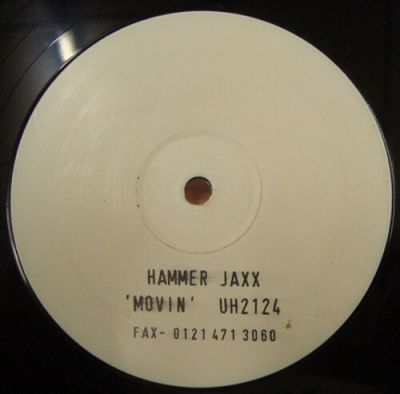 HAMMER JAXX
'MOVIN' UH2124
FAX- 0121 471 3060